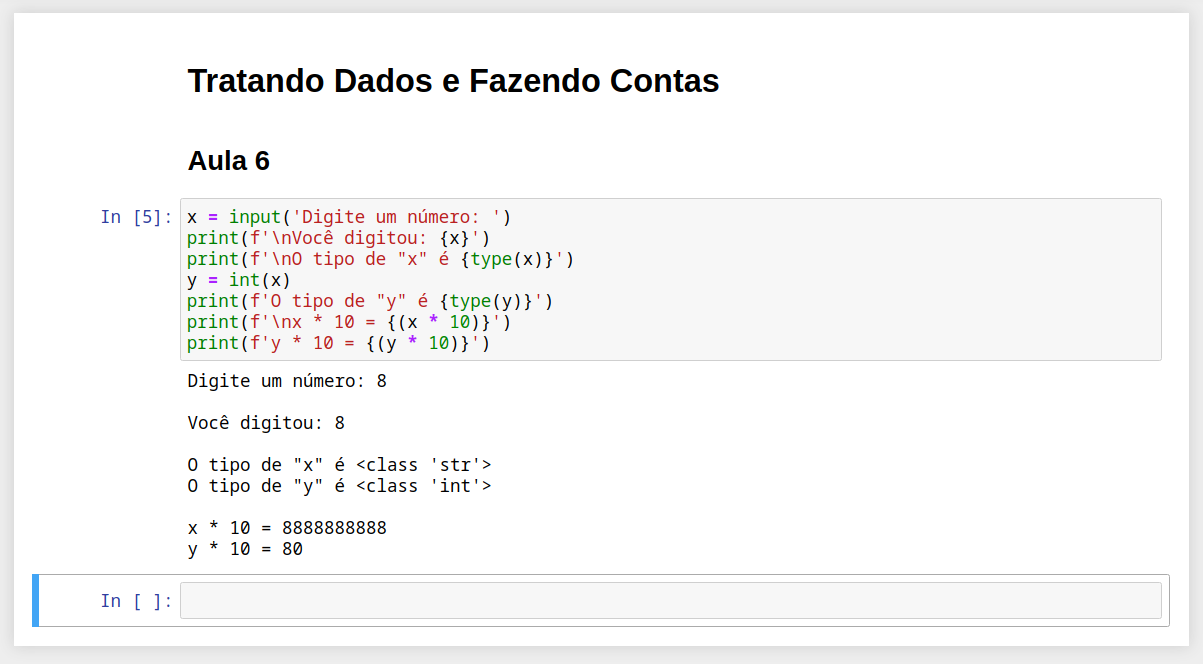 Tratando Dados e Fazendo Contas
Aula 6
In [5]:
x = input('Digite um número: ')
print(f'\nVocê digitou: {x}')
print(f'\nO tipo de "x" é {type(x)}')
y = int(x)
print(f'O tipo de "y" é {type(y)}')
print(f'\nx * 10 = {(x * 10)}')
print(f'y * 10 = {(y * 10)}')
Digite um número: 8
Você digitou: 8
O tipo de "x" é <class 'str'>
O tipo de "y" é <class 'int'>
x * 10 = 8888888888
y * 10 = 80
In [ ]: